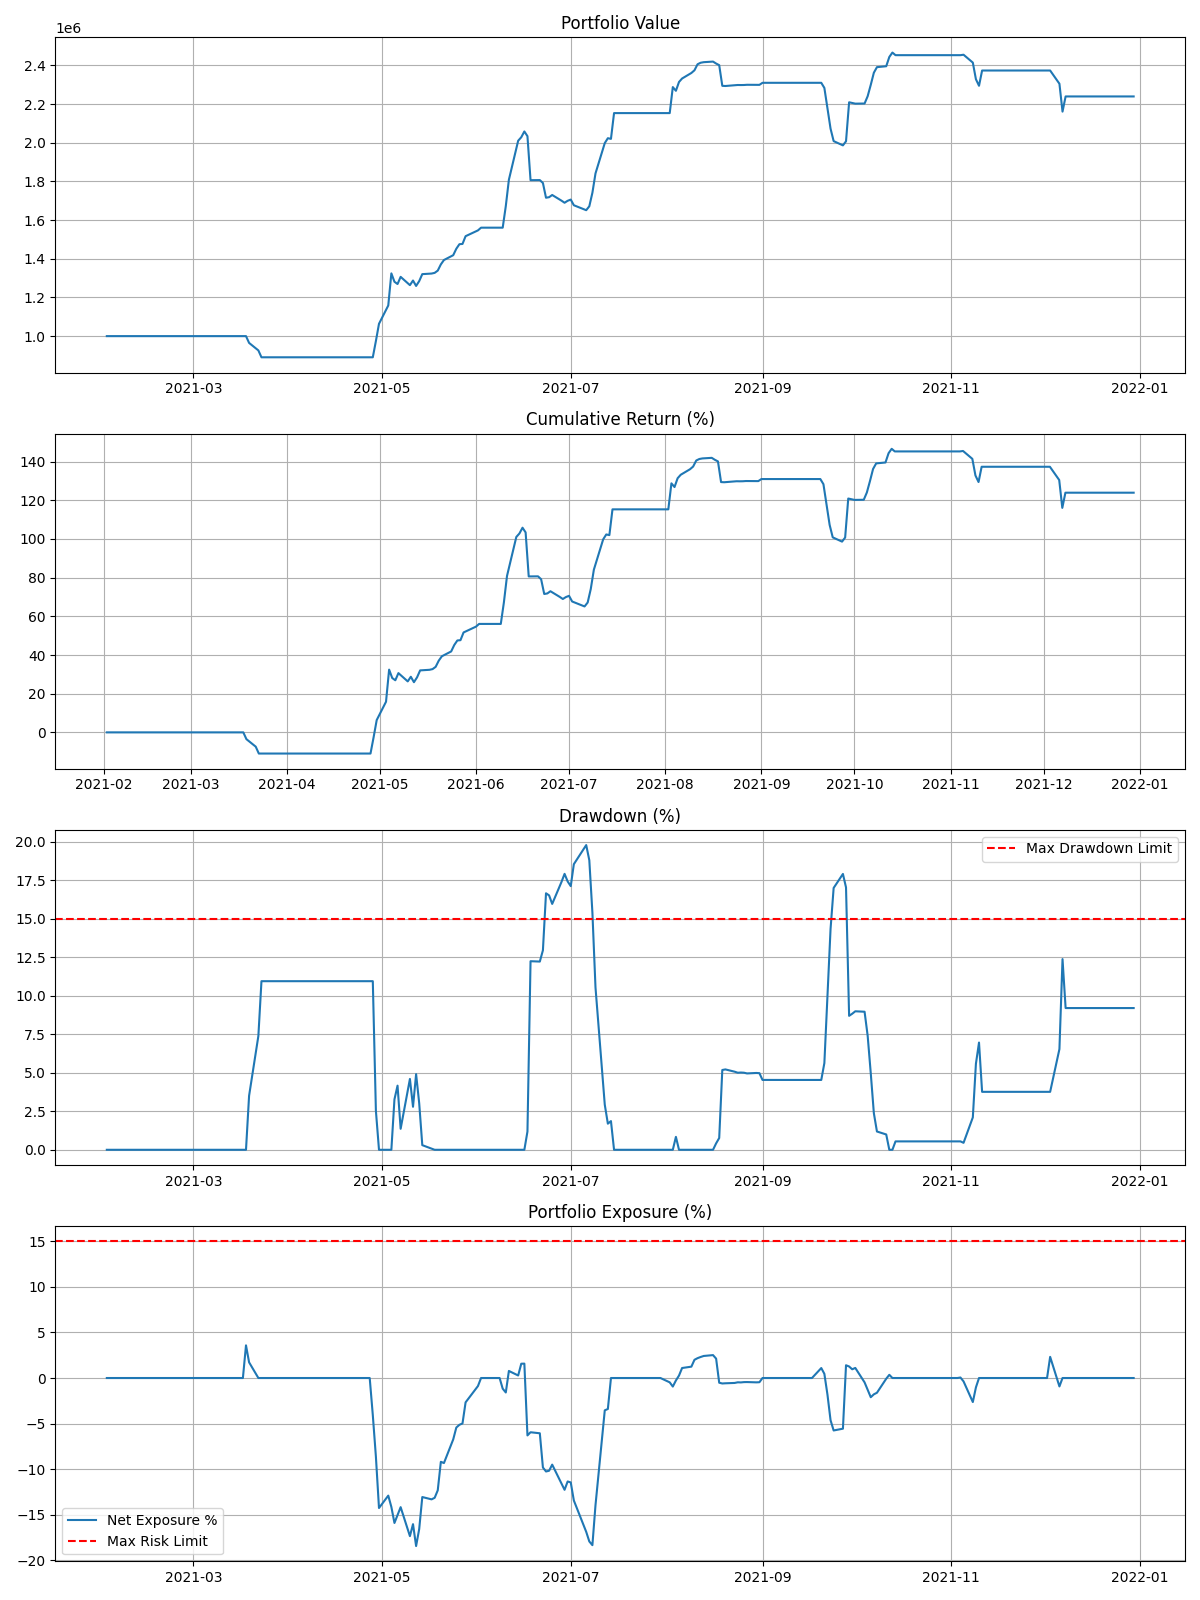 Portfolio Value
1e6
2.4
2.2
2.0
1.8
1.6
1.4
1.2
1.0
2021-03 2021-05 2021-07 2021-09 2021-11 2022-01
Cumulative Return (%)
140
120
100
80
60
40
20
0
2021-02 2021-03 2021-04 2021-05 2021-06 2021-07 2021-08 2021-09 2021-10 2021-11 2021-12 2022-01
Drawdown (%)
20.0
17.5
15.0
12.5
10.0
7.5
5.0
2.5
0.0
Max Drawdown Limit
2021-03 2021-05 2021-07 2021-09 2021-11 2022-01
Portfolio Exposure (%)
15
10
5
0
−5
−10
−15
−20
Net Exposure %
Max Risk Limit
2021-03 2021-05 2021-07 2021-09 2021-11 2022-01